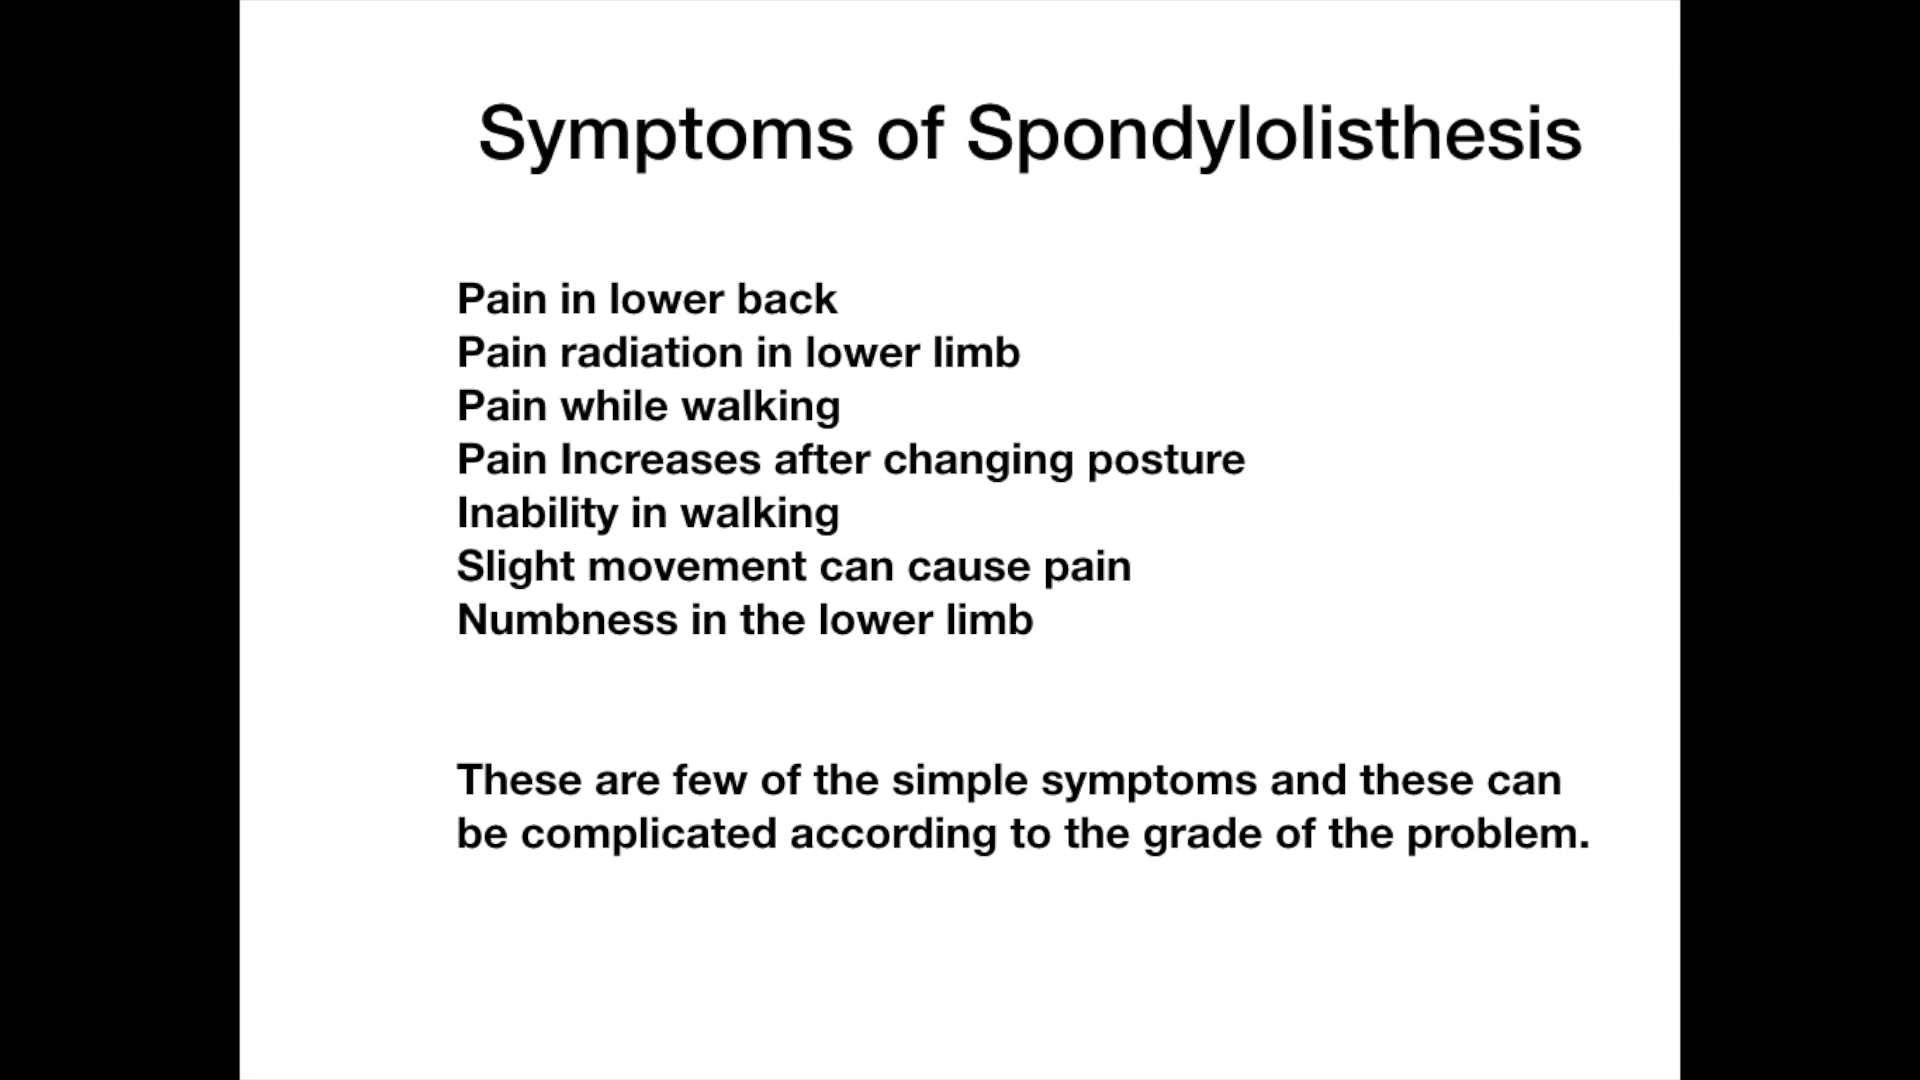 Symptoms of Spondylolisthesis
Pain in lower back
Pain radiation in lower limb
Pain while walking
Pain Increases after changing posture
Inability in walking
Slight movement can cause pain
Numbness in the lower limb
These are few of the simple symptoms and these can
be complicated according to the grade of the problem.